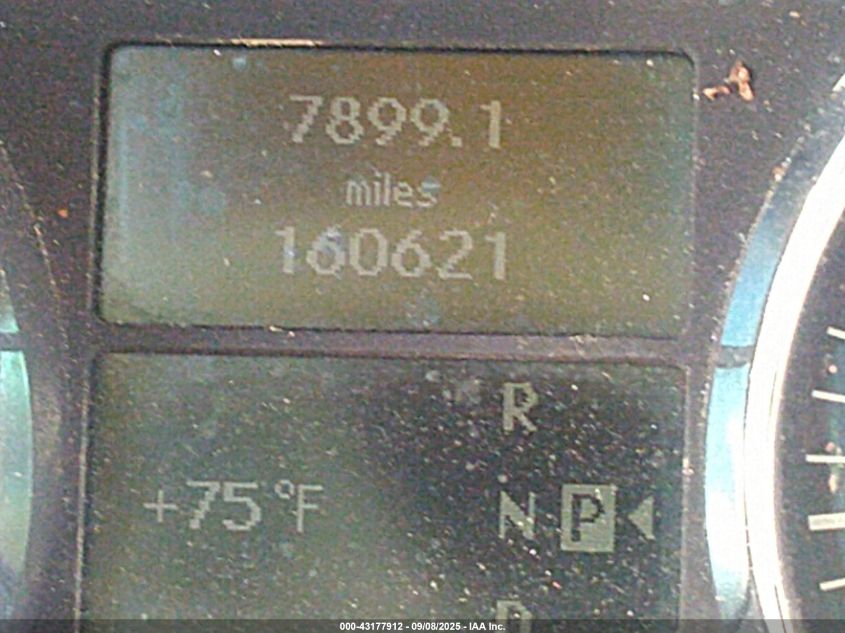 7899.1
miles
160621
R
+75°F
N P
D
000-43177912 - 09/08/2025 - IAA Inc.